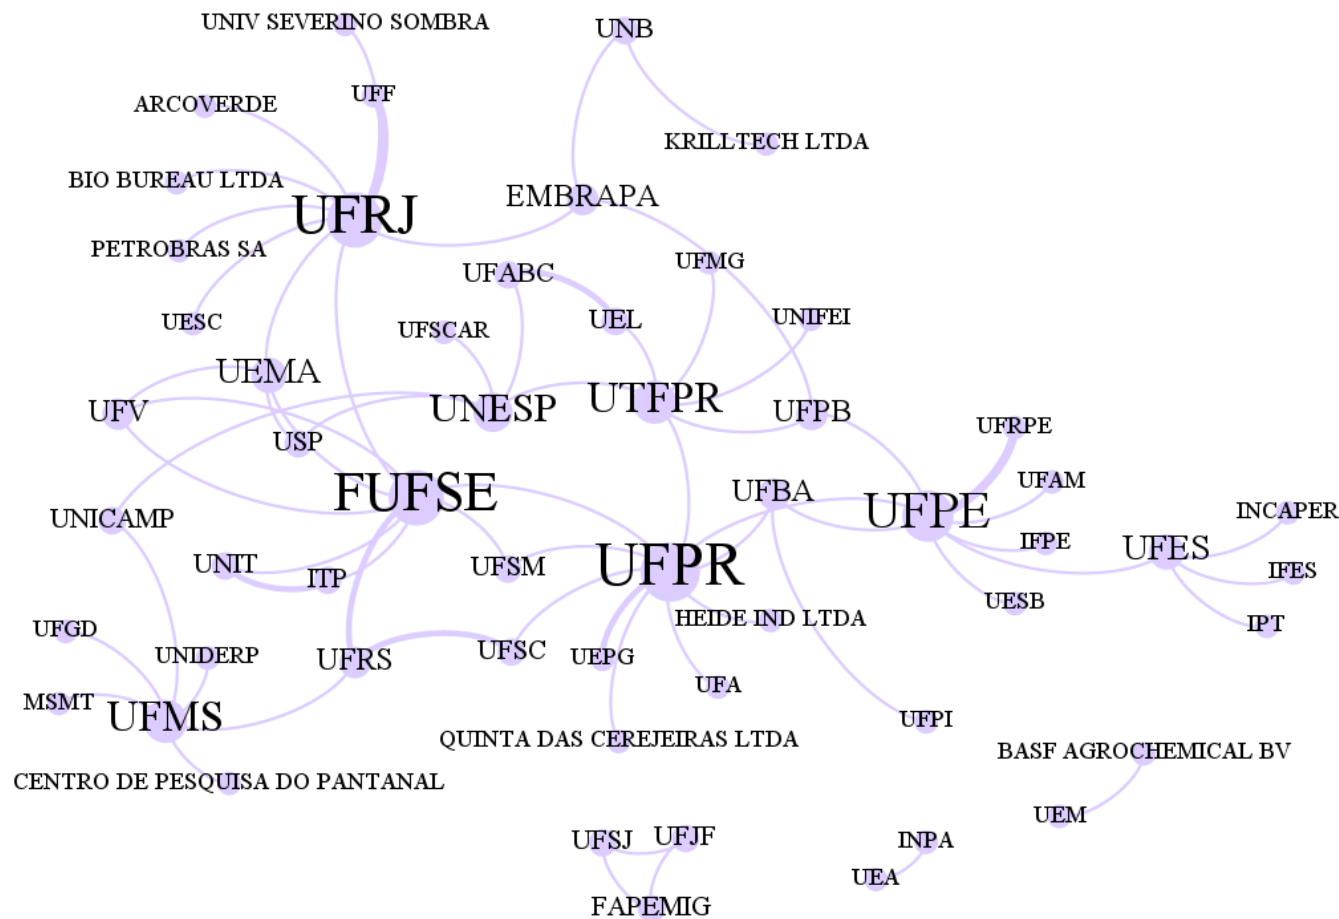 UNIV SEVERINO SOMBRA
UNB
UFF
ARCOVERDE
KRILLTECH LTDA
BIO BUREAU LTDA
EMBRAPA
UFRJ
PETROBRAS SA
UFMG
UFABC
UESC
UFSCAR
UEL
UNIFEI
UEMA
UFV
UNESP
UTFPR
UFPB
USP
UFRPE
FUFSE
UFBA
UFAM
UFPE
INCAPER
UNICAMP
IFPE
UFES
UNIT
ITP
UFSM
UFPR
IFES
UESB
HEIDE IND LTDA
UFGD
IPT
UNIDERP
UFRS
UFSC
UEPG
UFA
MSMT
UFMS
UFPI
QUINTA DAS CEREJEIRAS LTDA
BASF AGROCHEMICAL BV
CENTRO DE PESQUISA DO PANTANAL
UEM
UFSJ
UFJF
INPA
UEA
FAPEMIG